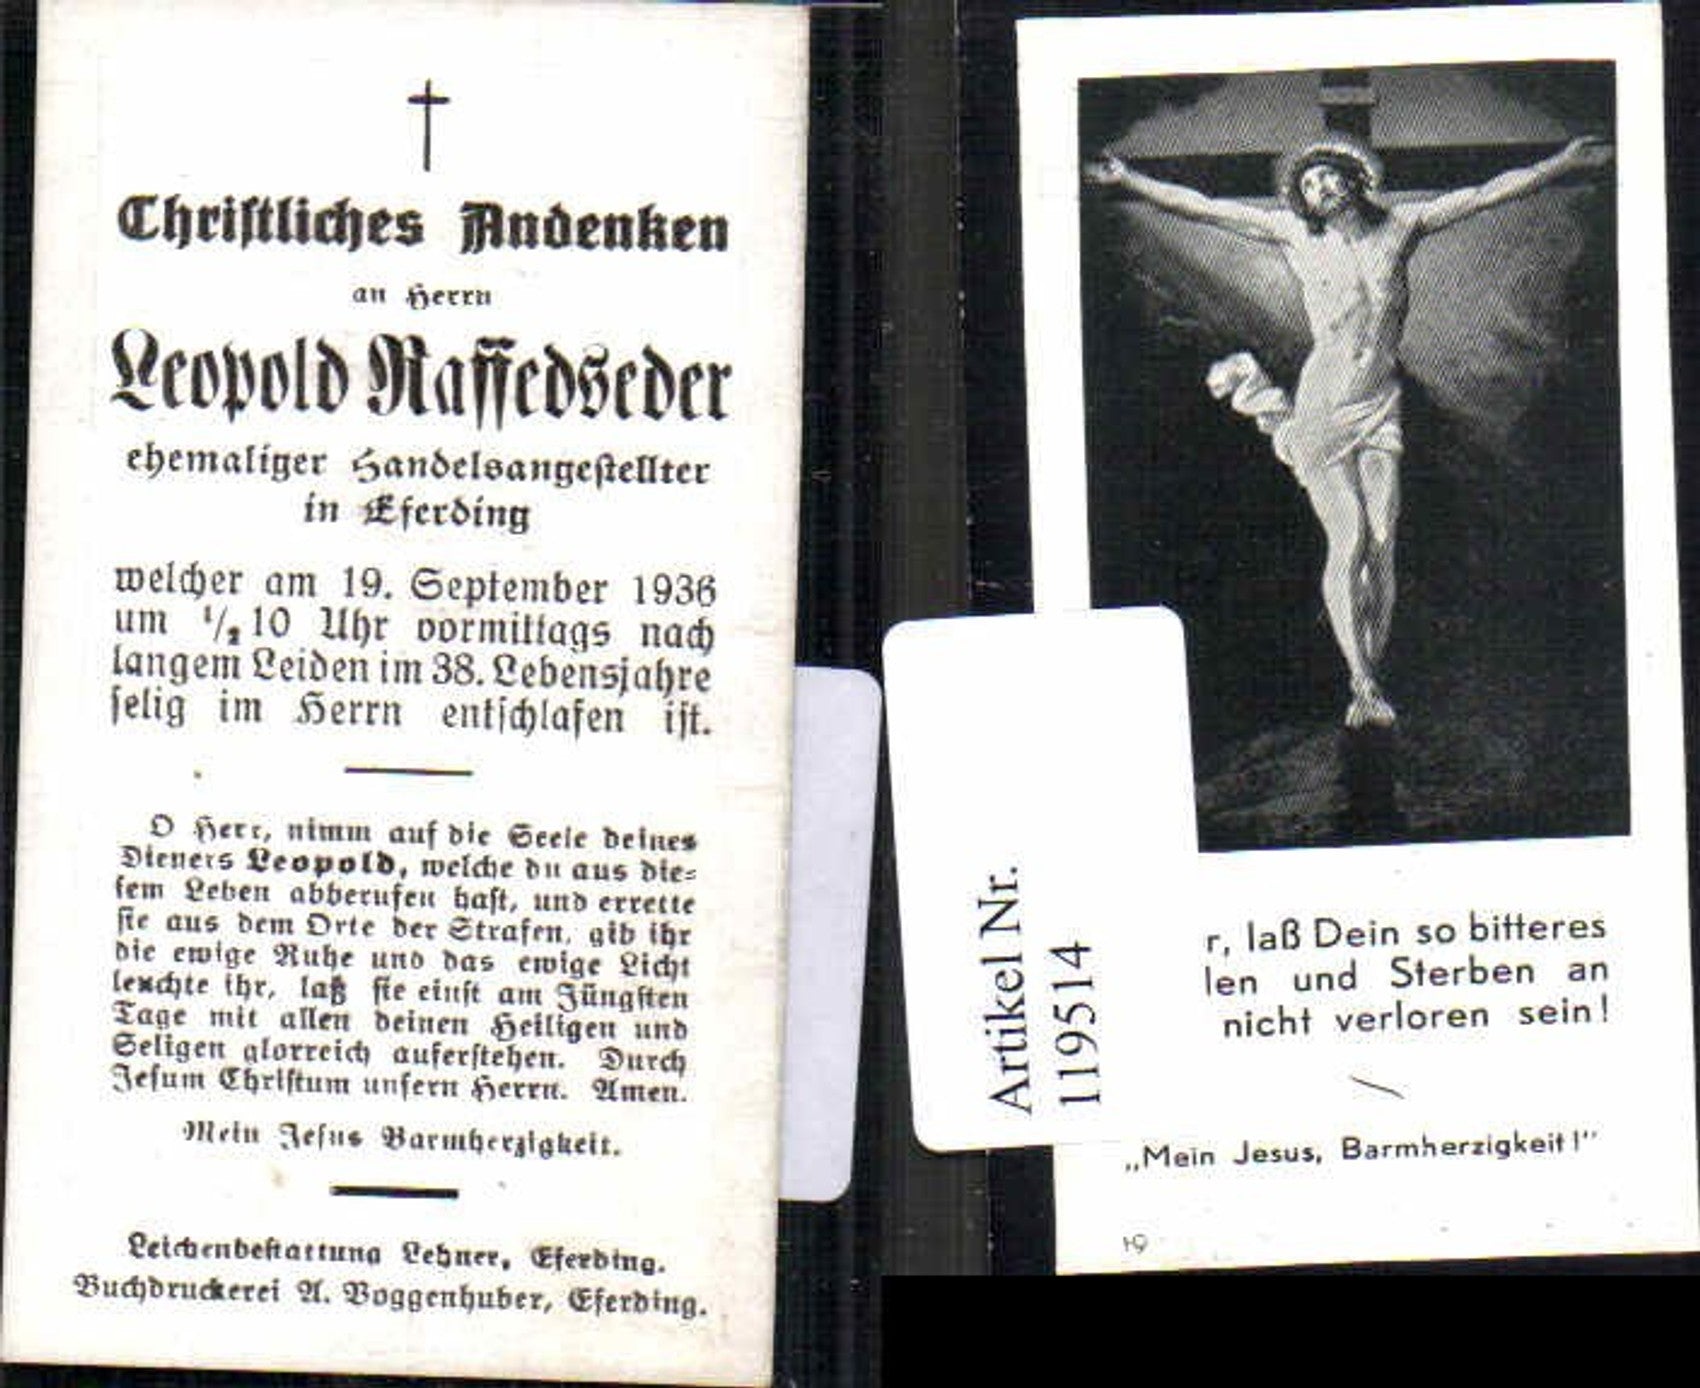 Christliches Andenken
an Herrn
Leopold Raffedseder
ehemaliger Handelsangestellter
in Eferding
welcher am 19. September 1936
um 1/2 10 Uhr vormittags nach
langem Leiden im 38. Lebensjahre
selig im Herrn entschlafen ist.
O Herr, nimm auf die Seele deines
Dieners Leopold, welche du aus die-
sem Leben abberufen hast, und errette
sie aus dem Orte der Strafen, gib ihr
die ewige Ruhe und das ewige Licht
leuchte ihr, laß sie einst am Jüngsten
Tage mit allen deinen Heiligen und
Seligen glorreich auferstehen. Durch
Jesum Christum unsern Herrn. Amen.
Mein Jesus Barmherzigkeit.
Leichenbestattung Lehner, Eferding.
Buchdruckerei A. Voggenhuber, Eferding.
Artikel Nr.
119514
r, laß Dein so bitteres
len und Sterben an
nicht verloren sein!
„Mein Jesus, Barmherzigkeit!"